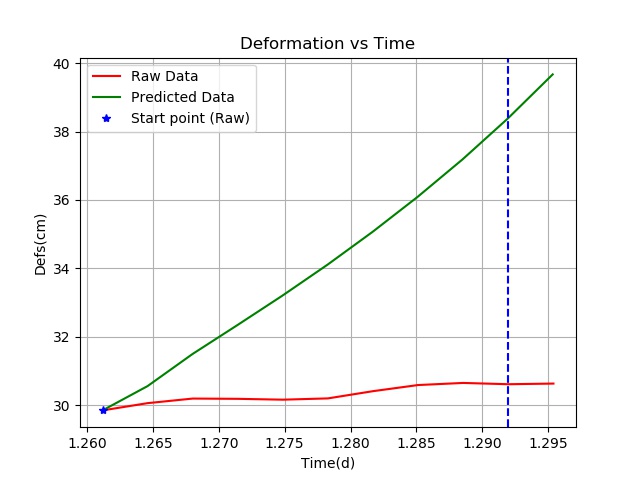 Deformation vs Time
Raw Data
Predicted Data
Start point (Raw)
Defs(cm)
40
38
36
34
32
30
1.260 1.265 1.270 1.275 1.280 1.285 1.290 1.295
Time(d)